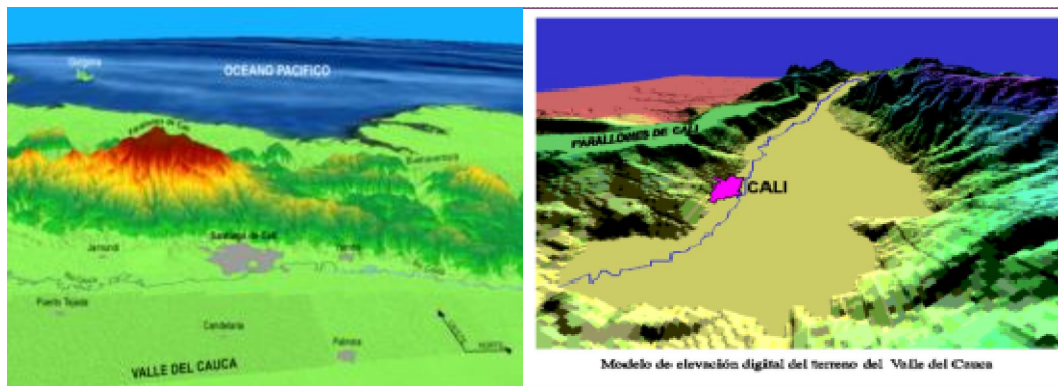 Gorgona
OCEANO PACIFICO
Farallones de Cali
Buenaventura
Santiago de Cali
Jamundí
Yumbo
Puerto Tejada
Candelaria
Palmira
VALLE DEL CAUCA
NORTE
PARALLONES DE CALI
CALI
Modelo de elevación digital del terreno del Valle del Cauca